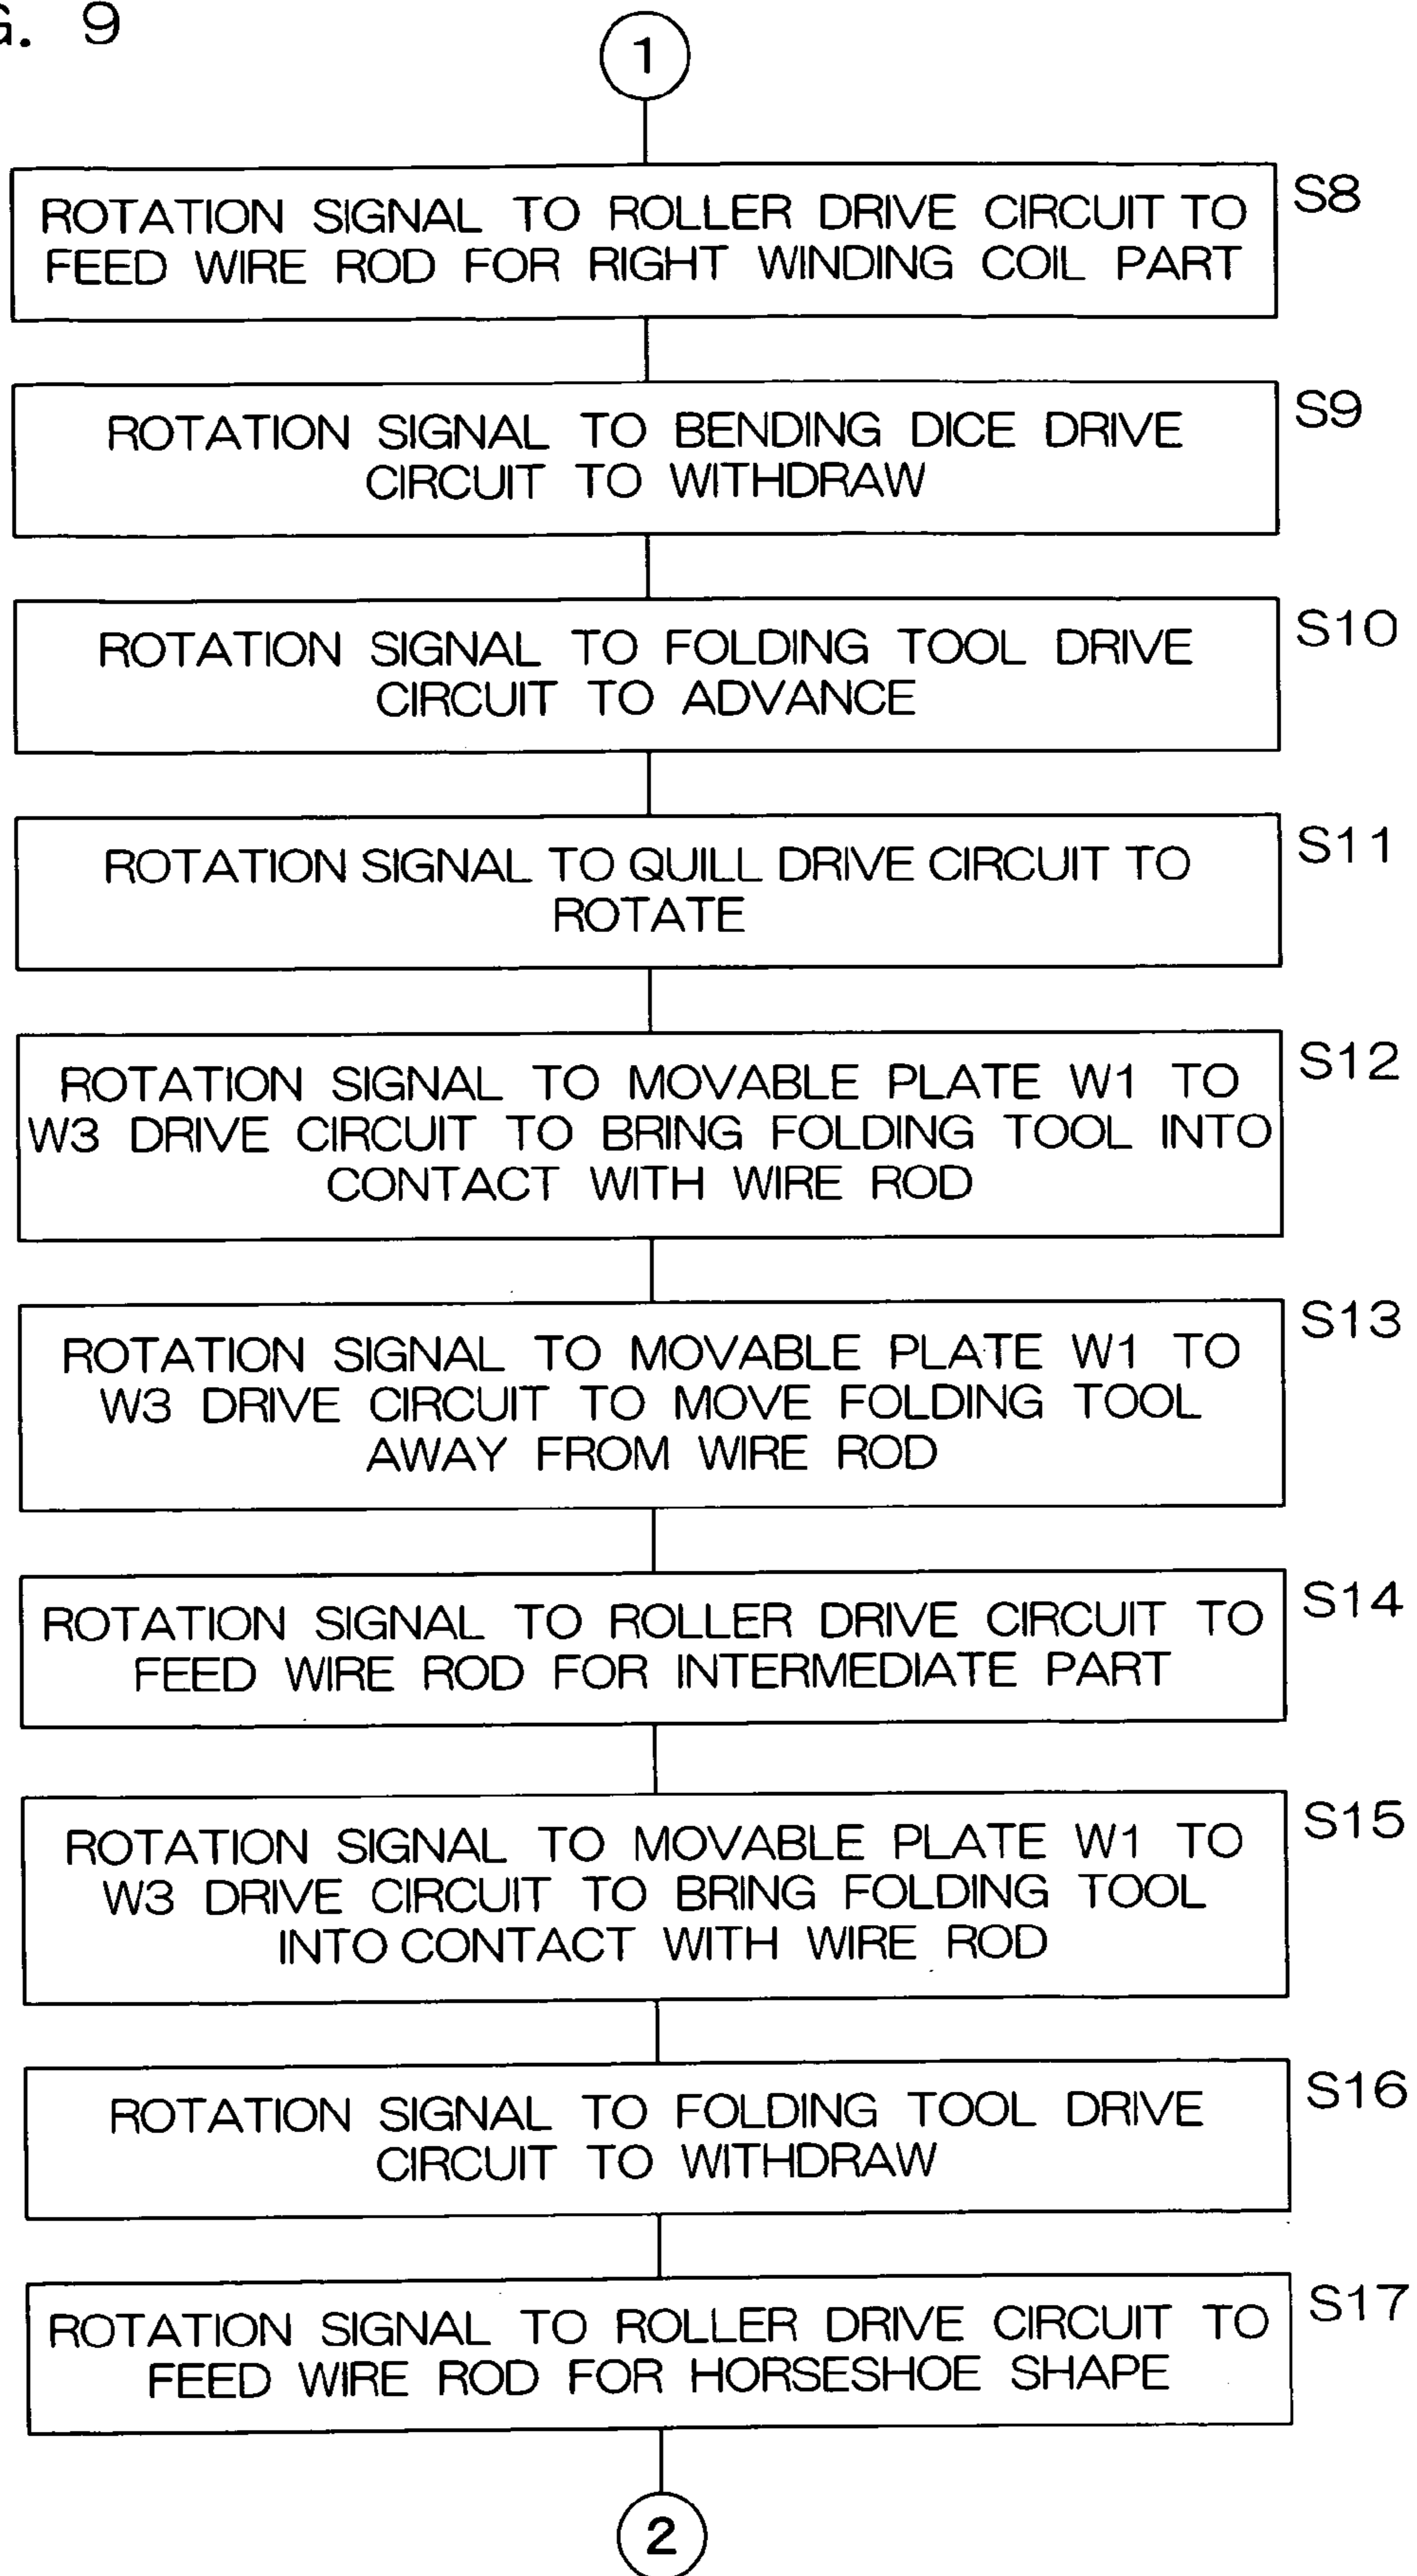 G. 9
1
ROTATION SIGNAL TO ROLLER DRIVE CIRCUIT TO
FEED WIRE ROD FOR RIGHT WINDING COIL PART
S8
ROTATION SIGNAL TO BENDING DICE DRIVE
CIRCUIT TO WITHDRAW
S9
ROTATION SIGNAL TO FOLDING TOOL DRIVE
CIRCUIT TO ADVANCE
S10
ROTATION SIGNAL TO QUILL DRIVE CIRCUIT TO
ROTATE
S11
ROTATION SIGNAL TO MOVABLE PLATE W1 TO
W3 DRIVE CIRCUIT TO BRING FOLDING TOOL INTO
CONTACT WITH WIRE ROD
S12
ROTATION SIGNAL TO MOVABLE PLATE W1 TO
W3 DRIVE CIRCUIT TO MOVE FOLDING TOOL
AWAY FROM WIRE ROD
S13
ROTATION SIGNAL TO ROLLER DRIVE CIRCUIT TO
FEED WIRE ROD FOR INTERMEDIATE PART
S14
ROTATION SIGNAL TO MOVABLE PLATE W1 TO
W3 DRIVE CIRCUIT TO BRING FOLDING TOOL
INTO CONTACT WITH WIRE ROD
S15
ROTATION SIGNAL TO FOLDING TOOL DRIVE
CIRCUIT TO WITHDRAW
S16
ROTATION SIGNAL TO ROLLER DRIVE CIRCUIT TO
FEED WIRE ROD FOR HORSESHOE SHAPE
S17
2